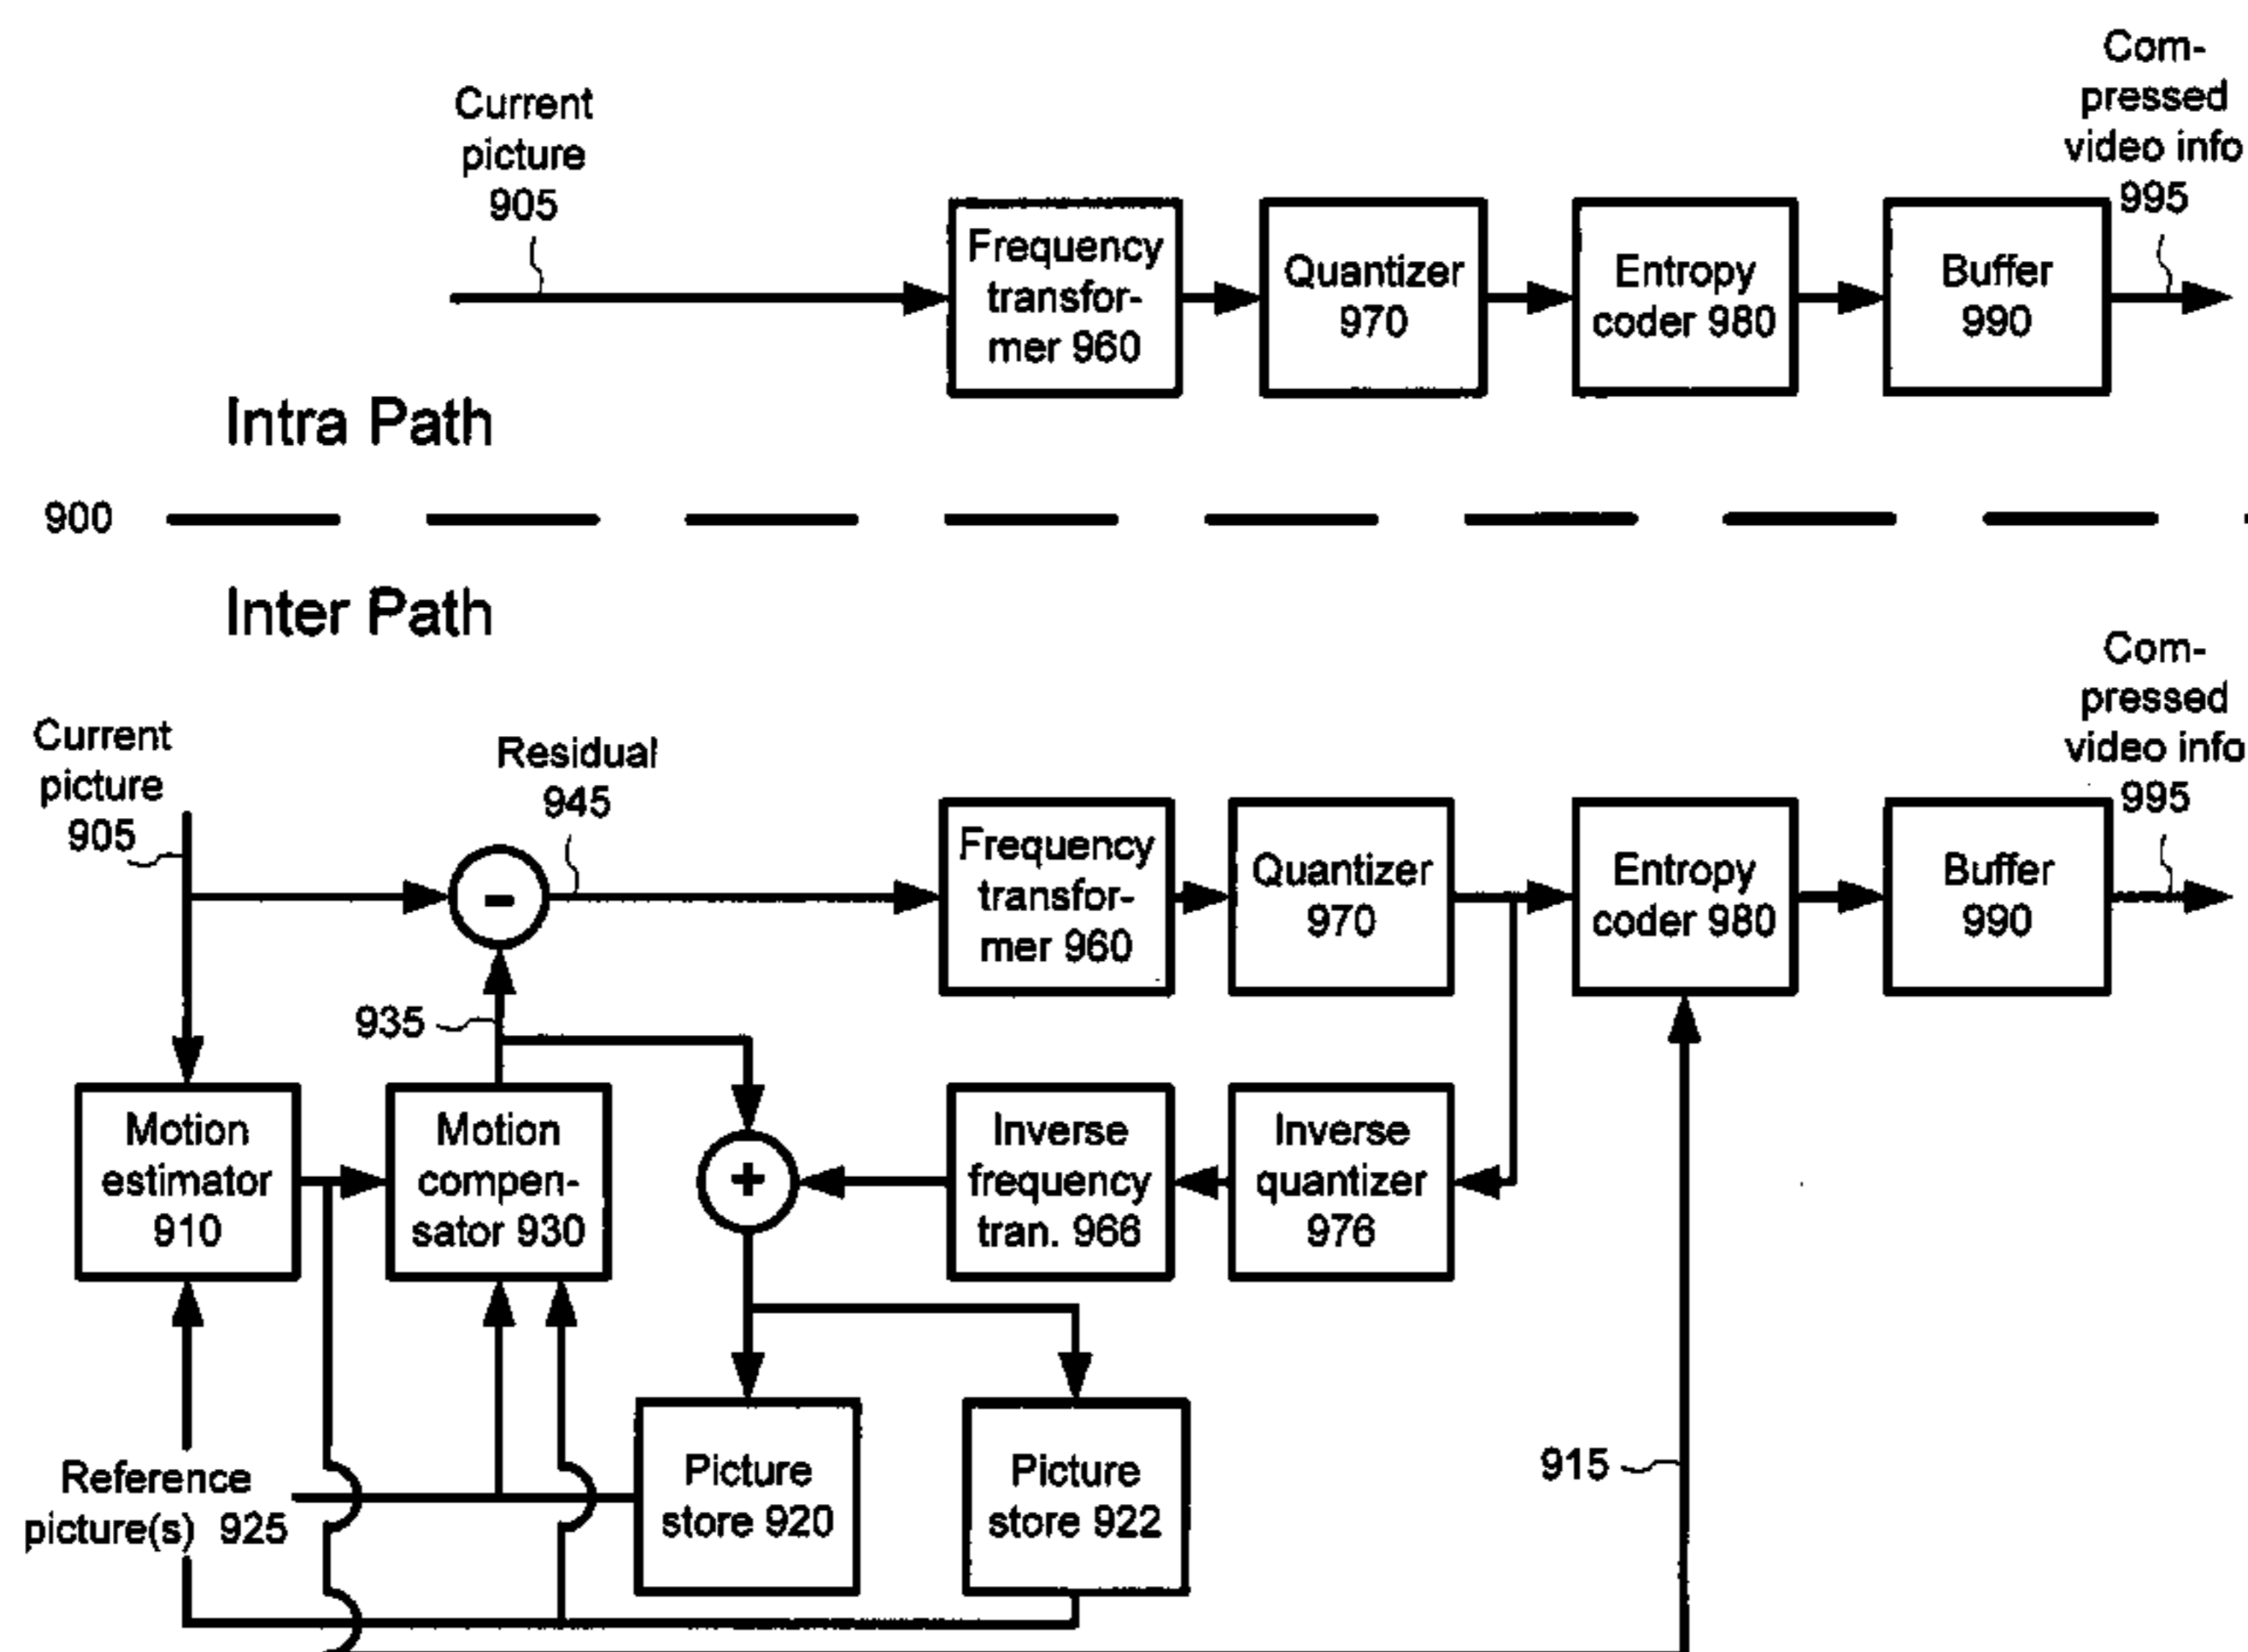 Current
picture
905
Frequency
transfor-
mer 960
Quantizer
970
Entropy
coder 980
Buffer
990
Com-
pressed
video info
995
Intra Path
900
Inter Path
Current
picture
905
Residual
945
-
Frequency
transfor-
mer 960
Quantizer
970
Entropy
coder 980
Buffer
990
Com-
pressed
video info
995
935
Motion
estimator
910
Motion
compen-
sator 930
+
Inverse
frequency
tran. 966
Inverse
quantizer
976
Reference
picture(s) 925
Picture
store 920
Picture
store 922
915